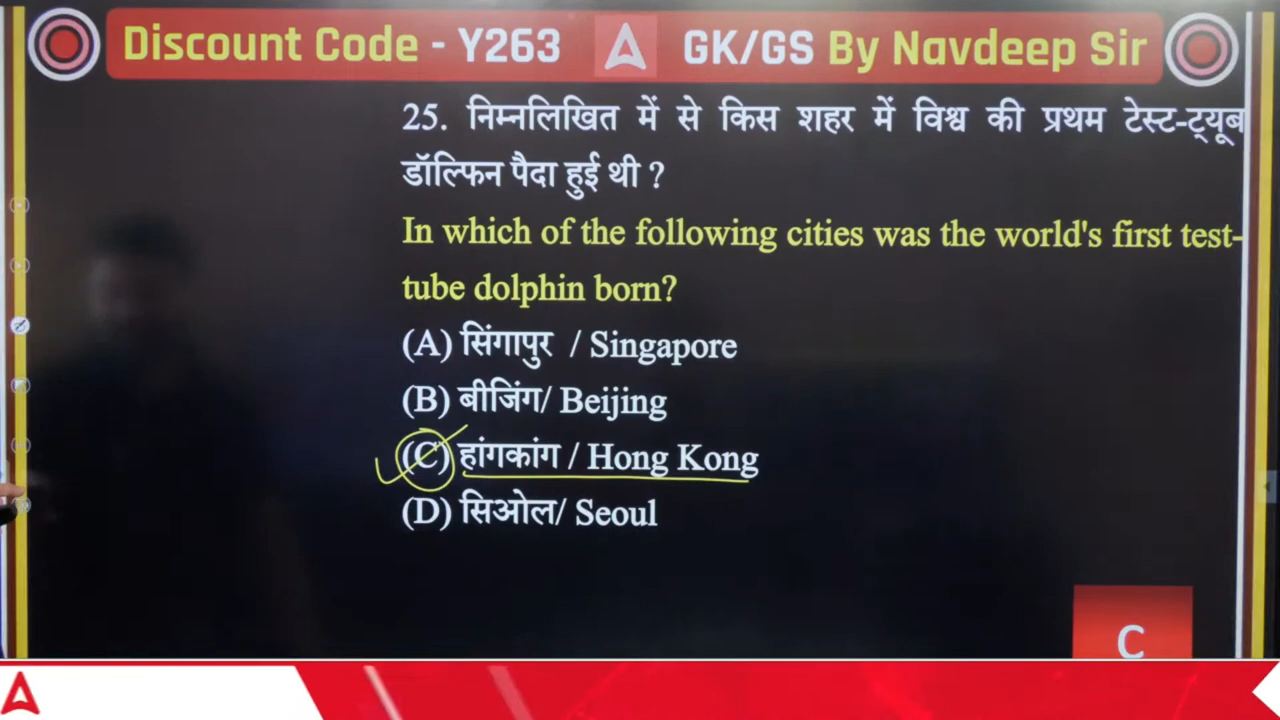 Discount Code - Y263 GK/GS By Navdeep Sir
25. निम्नलिखित में से किस शहर में विश्व की प्रथम टेस्ट-ट्यूब
डॉल्फिन पैदा हुई थी ?
In which of the following cities was the world's first test-
tube dolphin born?
(A) सिंगापुर / Singapore
(B) बीजिंग/ Beijing
(C) हांगकांग / Hong Kong
(D) सिओल/ Seoul
C